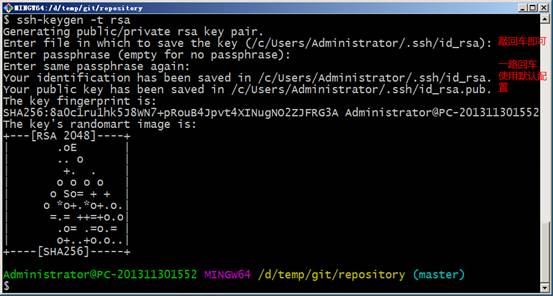 MINGW64:/d/temp/git/repository
$ ssh-keygen -t rsa
Generating public/private rsa key pair.
Enter file in which to save the key (/c/Users/Administrator/.ssh/id_rsa): 敲回车即可
Enter passphrase (empty for no passphrase):
Enter same passphrase again:
一路回车
Your identification has been saved in /c/Users/Administrator/.ssh/id_rsa.
使用默认配
Your public key has been saved in /c/Users/Administrator/.ssh/id_rsa.pub.
置
The key fingerprint is:
SHA256:8a0c1ru1hk5J8WN7+pRouB4Jpvt4XINugNO2ZJFRG3A Administrator@PC-201311301552
The key's randomart image is:
+---[RSA 2048]----+
|       .oE       |
|       .. o      |
|        +.  .    |
|       o o o o   |
|      o So= + +  |
|     o *o+.*o+.o.|
|      =.= ++=+o.o|
|       .o= .=o.= |
|       o+..+o.o..|
+----[SHA256]-----+
Administrator@PC-201311301552 MINGW64 /d/temp/git/repository (master)
$